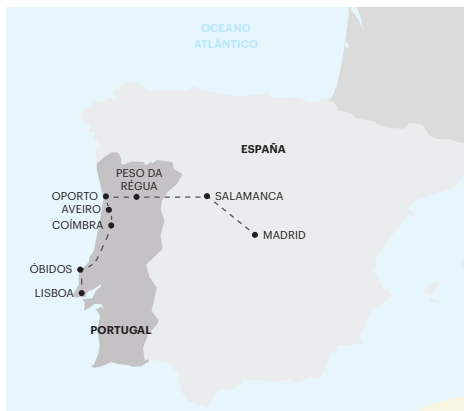 OCEANO
ATLÁNTICO
ESPAÑA
PESO DA
RÉGUA
OPORTO
SALAMANCA
AVEIRO
COÍMBRA
MADRID
ÓBIDOS
LISBOA
PORTUGAL